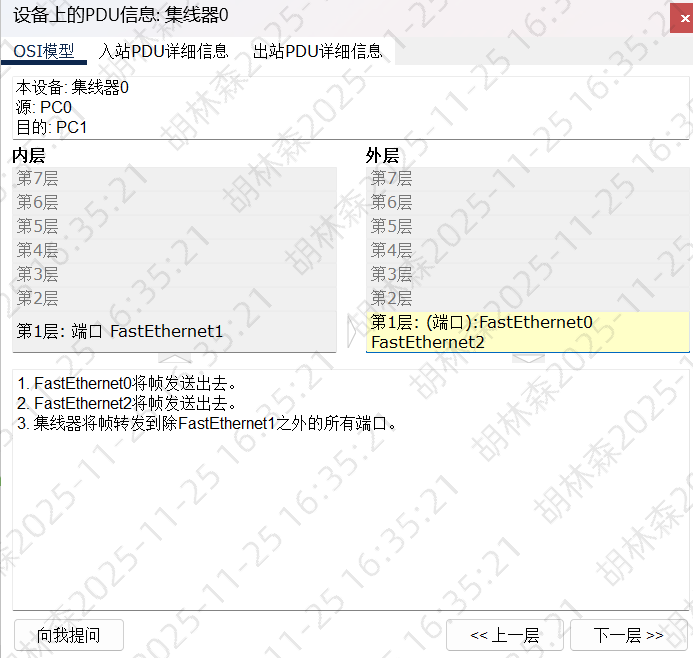 设备上的PDU信息: 集线器0
×
OSI模型 入站PDU详细信息 出站PDU详细信息
本设备: 集线器0
源: PC0
目的: PC1
内层
第7层
第6层
第5层
第4层
第3层
第2层
第1层: 端口 FastEthernet1
外层
第7层
第6层
第5层
第4层
第3层
第2层
第1层: (端口):FastEthernet0
FastEthernet2
1. FastEthernet0将帧发送出去。
2. FastEthernet2将帧发送出去。
3. 集线器将帧转发到除FastEthernet1之外的所有端口。
向我提问
<< 上一层
下一层 >>
胡林森2025-11-25 16:35:21